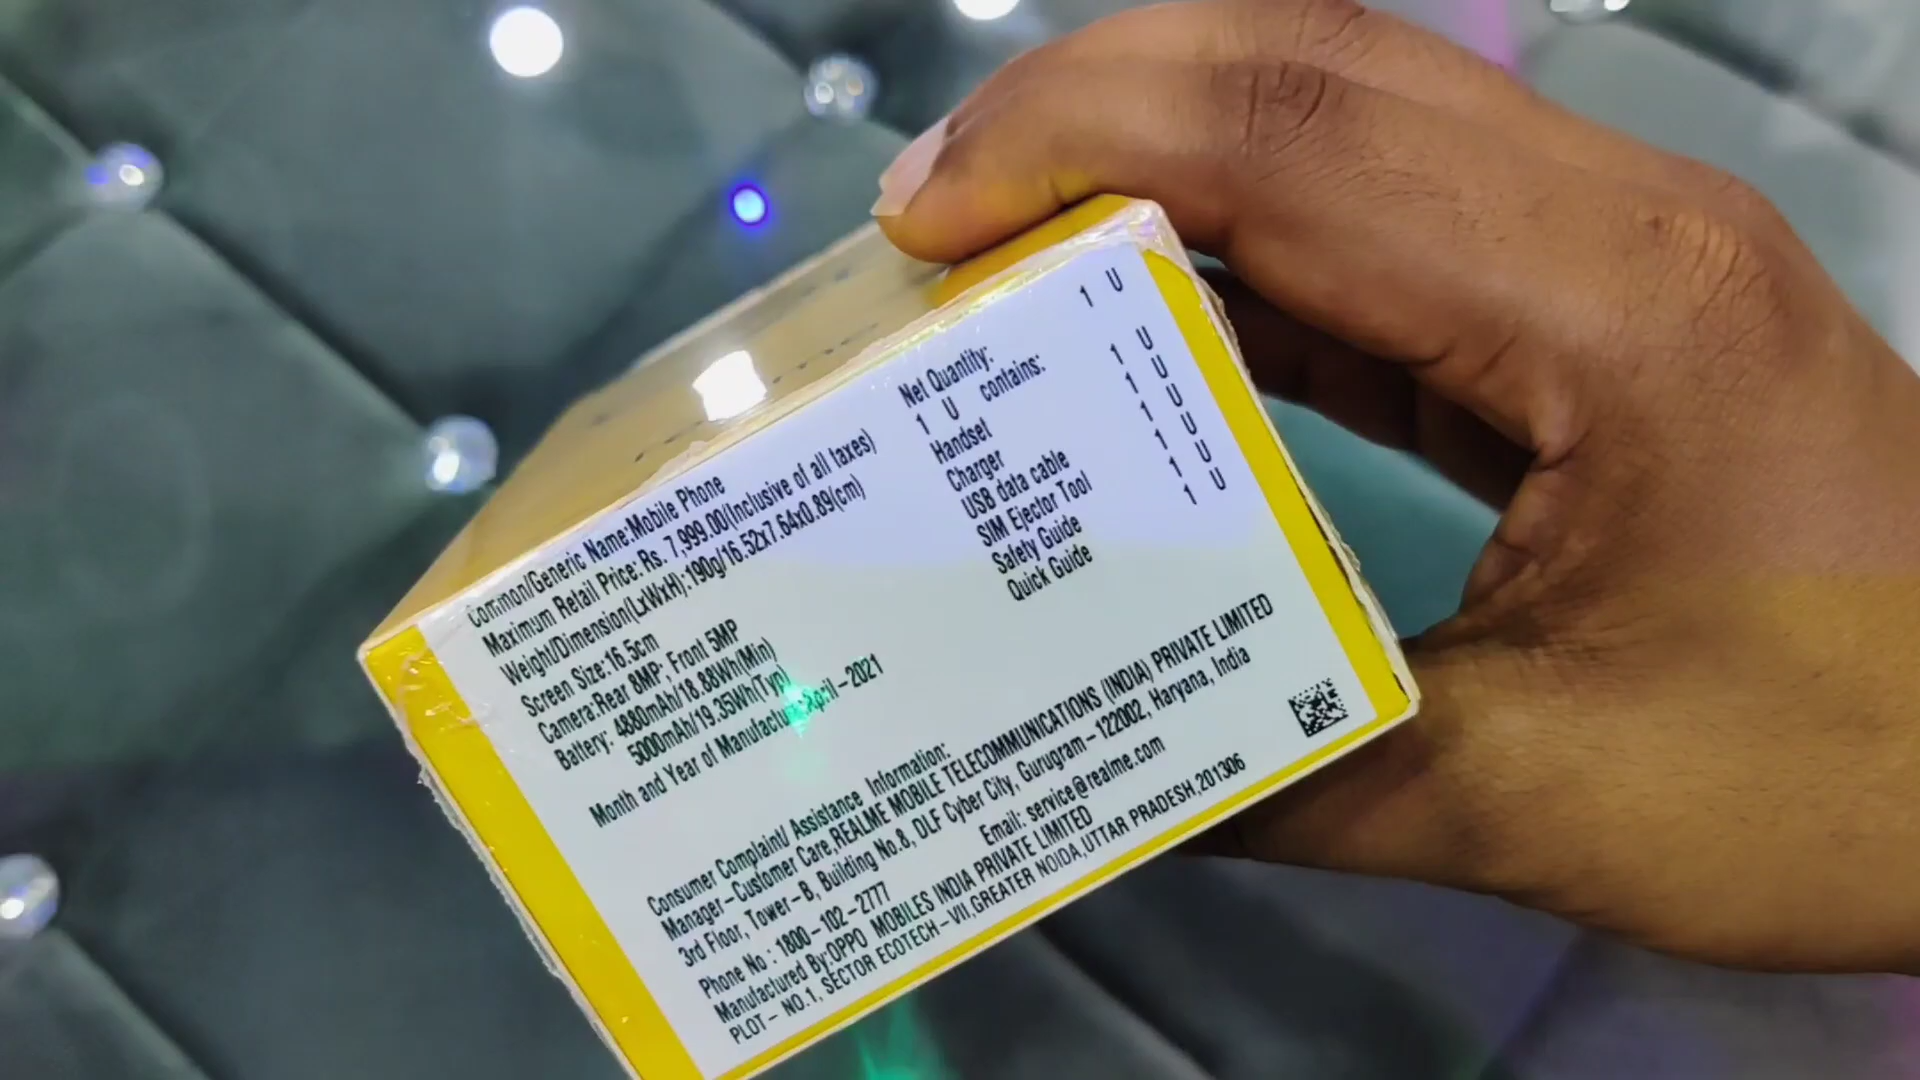 Common/Generic Name:Mobile Phone
Maximum Retail Price: Rs. 7,999.00(Inclusive of all taxes)
Weight/Dimension(LxWxH):190g/16.52x7.64x0.89(cm)
Screen Size:16.5cm
Camera:Rear 8MP; Front 5MP
Battery: 4880mAh/18.88Wh(Min)
5000mAh/19.35Wh(Typ)
Month and Year of Manufacture:April-2021
Net Quantity: 1 U
1 U contains:
Handset 1 U
Charger 1 U
USB data cable 1 U
SIM Ejector Tool 1 U
Safety Guide 1 U
Quick Guide 1 U
Consumer Complaint/ Assistance Information:
Manager-Customer Care,REALME MOBILE TELECOMMUNICATIONS (INDIA) PRIVATE LIMITED
3rd Floor, Tower-B, Building No.8, DLF Cyber City, Gurugram-122002, Haryana, India
Phone No : 1800-102-2777 Email: service@realme.com
Manufactured By:OPPO MOBILES INDIA PRIVATE LIMITED
PLOT- NO.1, SECTOR ECOTECH-VII,GREATER NOIDA,UTTAR PRADESH,201306